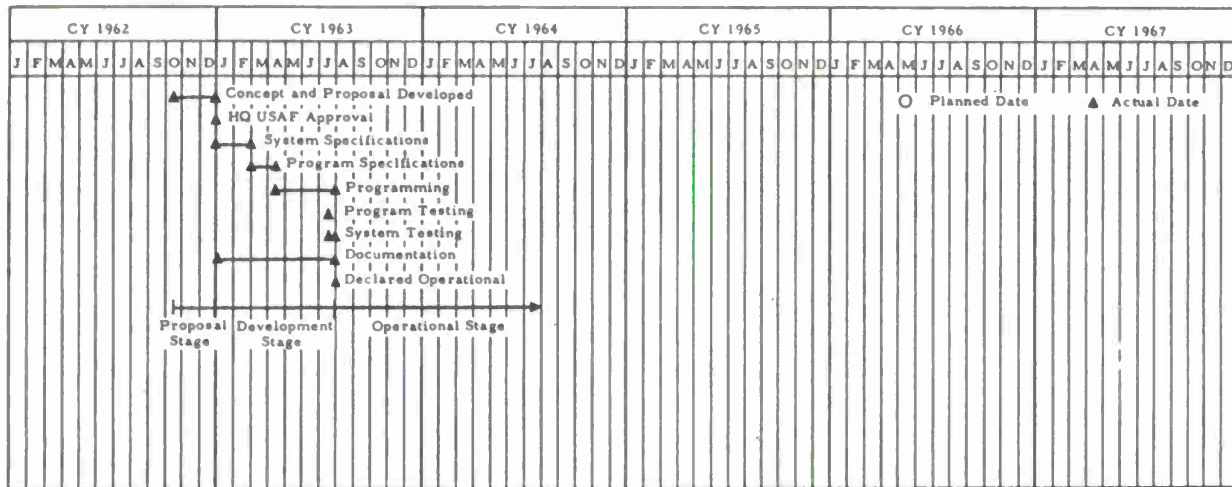 CY 1962 CY 1963 CY 1964 CY 1965 CY 1966 CY 1967
J F M A M J J A S O N D J F M A M J J A S O N D J F M A M J J A S O N D J F M A M J J A S O N D J F M A M J J A S O N D J F M A M J J A S O N D
Concept and Proposal Developed
Planned Date Actual Date
HQ USAF Approval
System Specifications
Program Specifications
Programming
Program Testing
System Testing
Documentation
Declared Operational
Proposal Development Operational Stage
Stage Stage